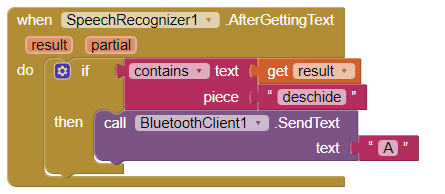 when SpeechRecognizer1 .AfterGettingText
result partial
do if contains text get result
piece " deschide "
then call BluetoothClient1 .SendText
text " A "